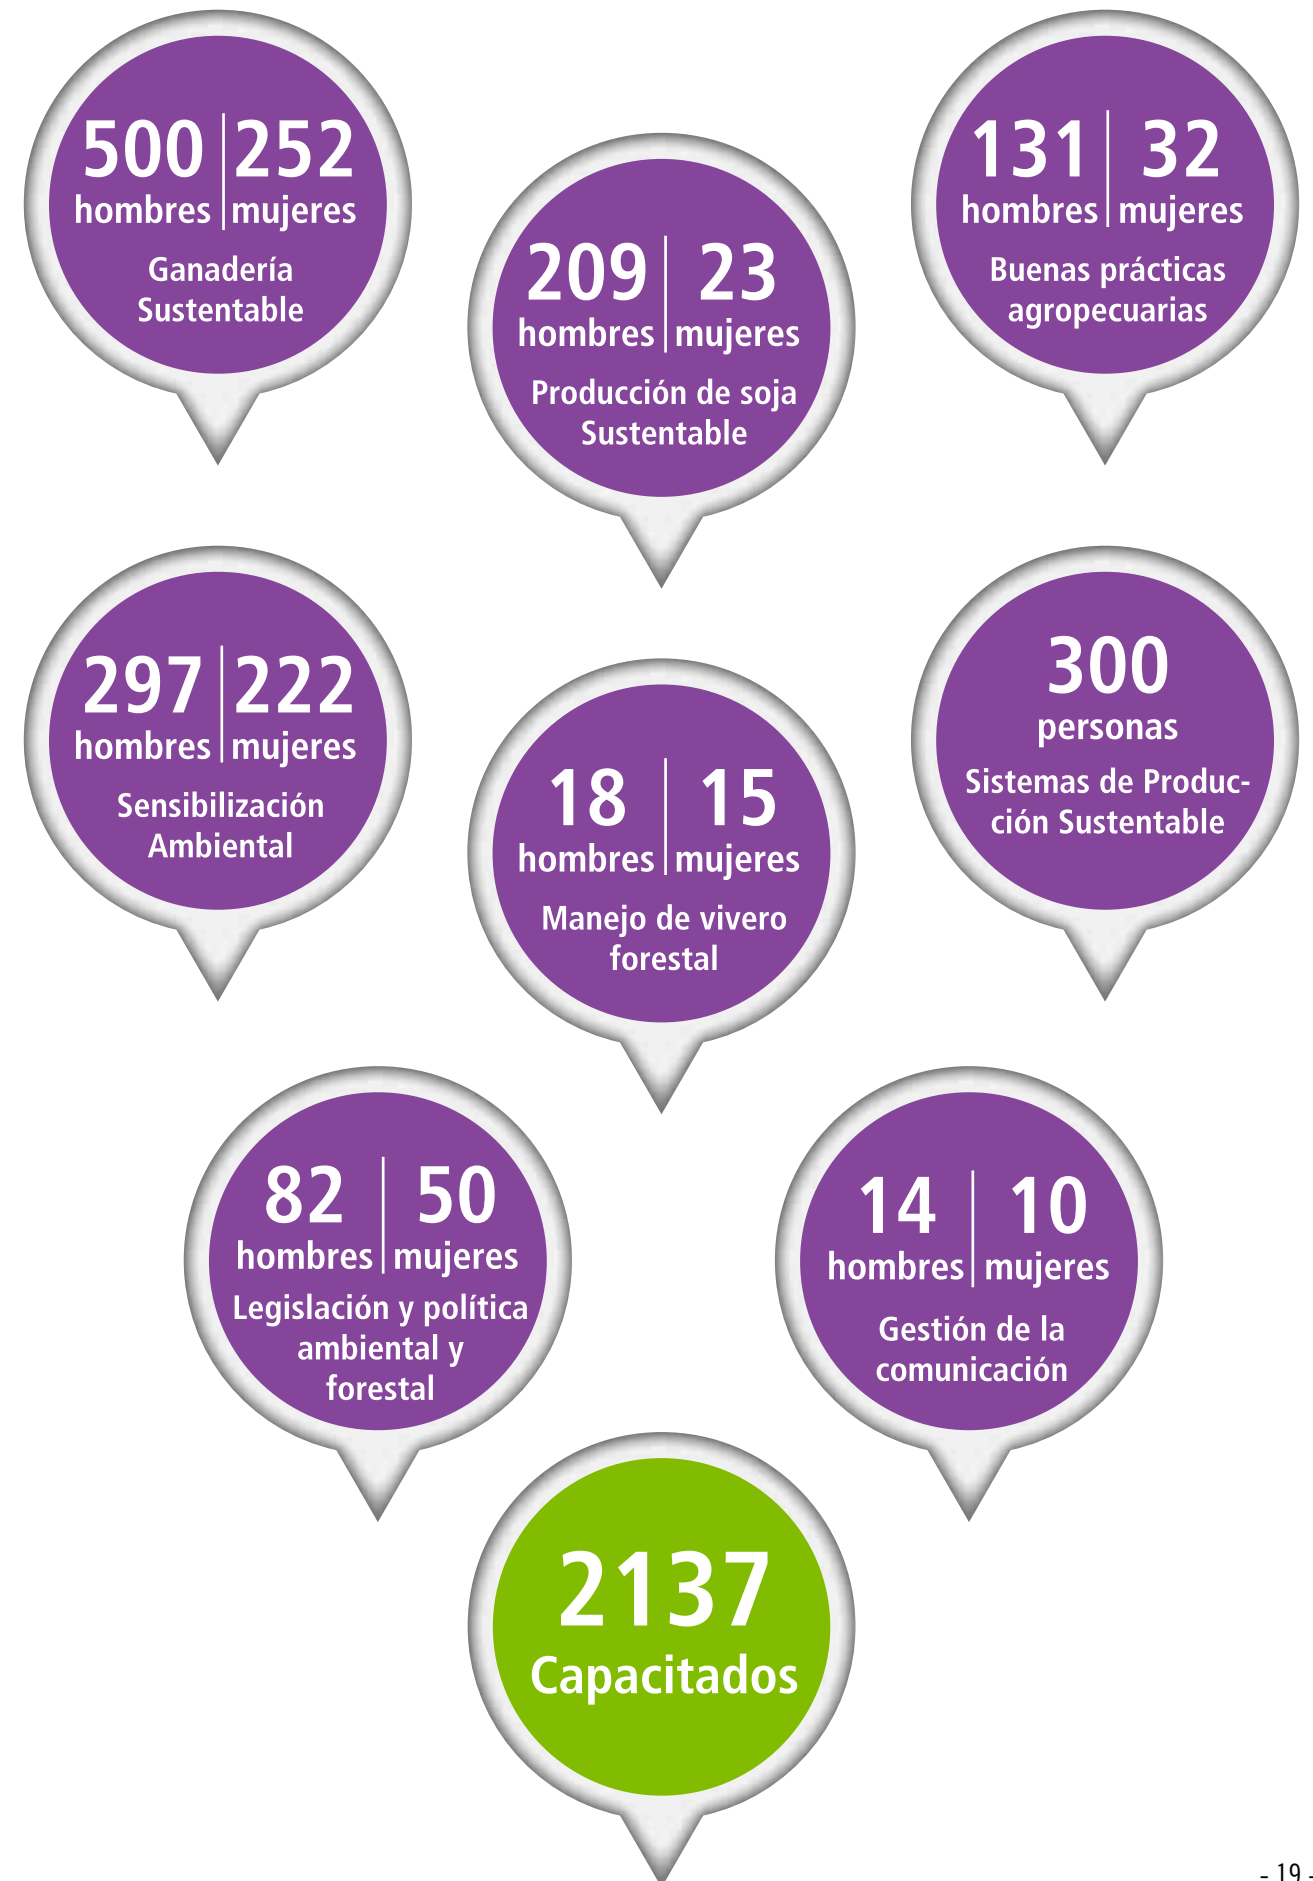 500 252
hombres mujeres
Ganadería
Sustentable
209 23
hombres mujeres
Producción de soja
Sustentable
131 32
hombres mujeres
Buenas prácticas
agropecuarias
297 222
hombres mujeres
Sensibilización
Ambiental
18 15
hombres mujeres
Manejo de vivero
forestal
300
personas
Sistemas de Produc-
ción Sustentable
82 50
hombres mujeres
Legislación y política
ambiental y
forestal
14 10
hombres mujeres
Gestión de la
comunicación
2137
Capacitados
- 19 -